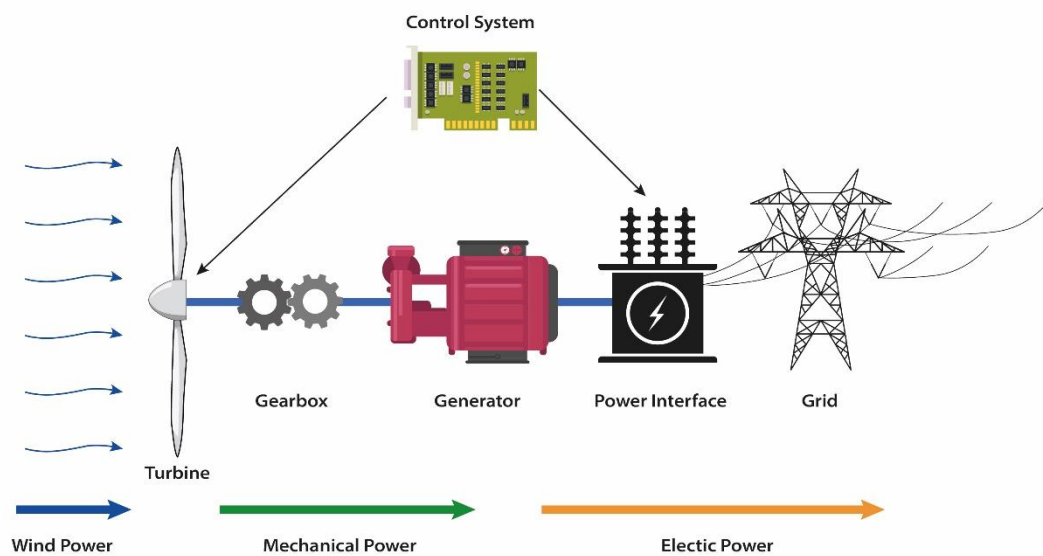 Control System
Gearbox
Generator
Power Interface
Grid
Turbine
Wind Power
Mechanical Power
Electic Power